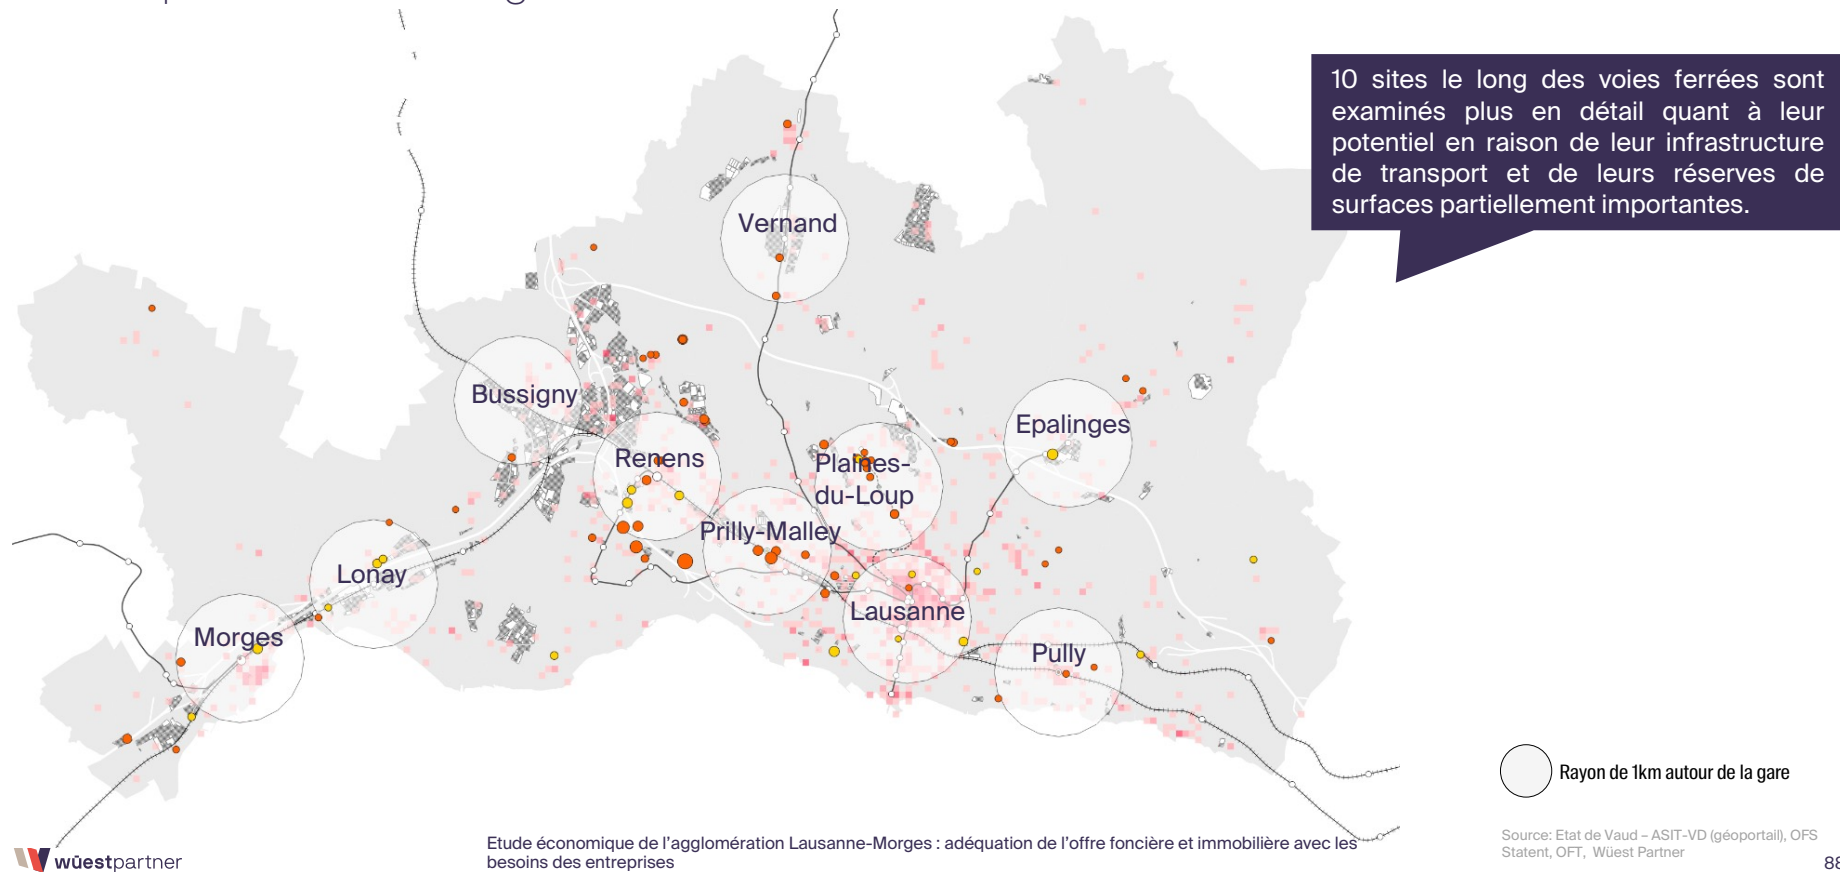 10 sites le long des voies ferrées sont
examinés plus en détail quant à leur
potentiel en raison de leur infrastructure
de transport et de leurs réserves de
surfaces partiellement importantes.
Vernand
Bussigny
Epalinges
Renens
Plaines-
du-Loup
Prilly-Malley
Lonay
Lausanne
Morges
Pully
Rayon de 1km autour de la gare
Source: Etat de Vaud – ASIT-VD (géoportail), OFS
Statent, OFT, Wüest Partner
Etude économique de l'agglomération Lausanne-Morges : adéquation de l'offre foncière et immobilière avec les
besoins des entreprises
wüestpartner
88